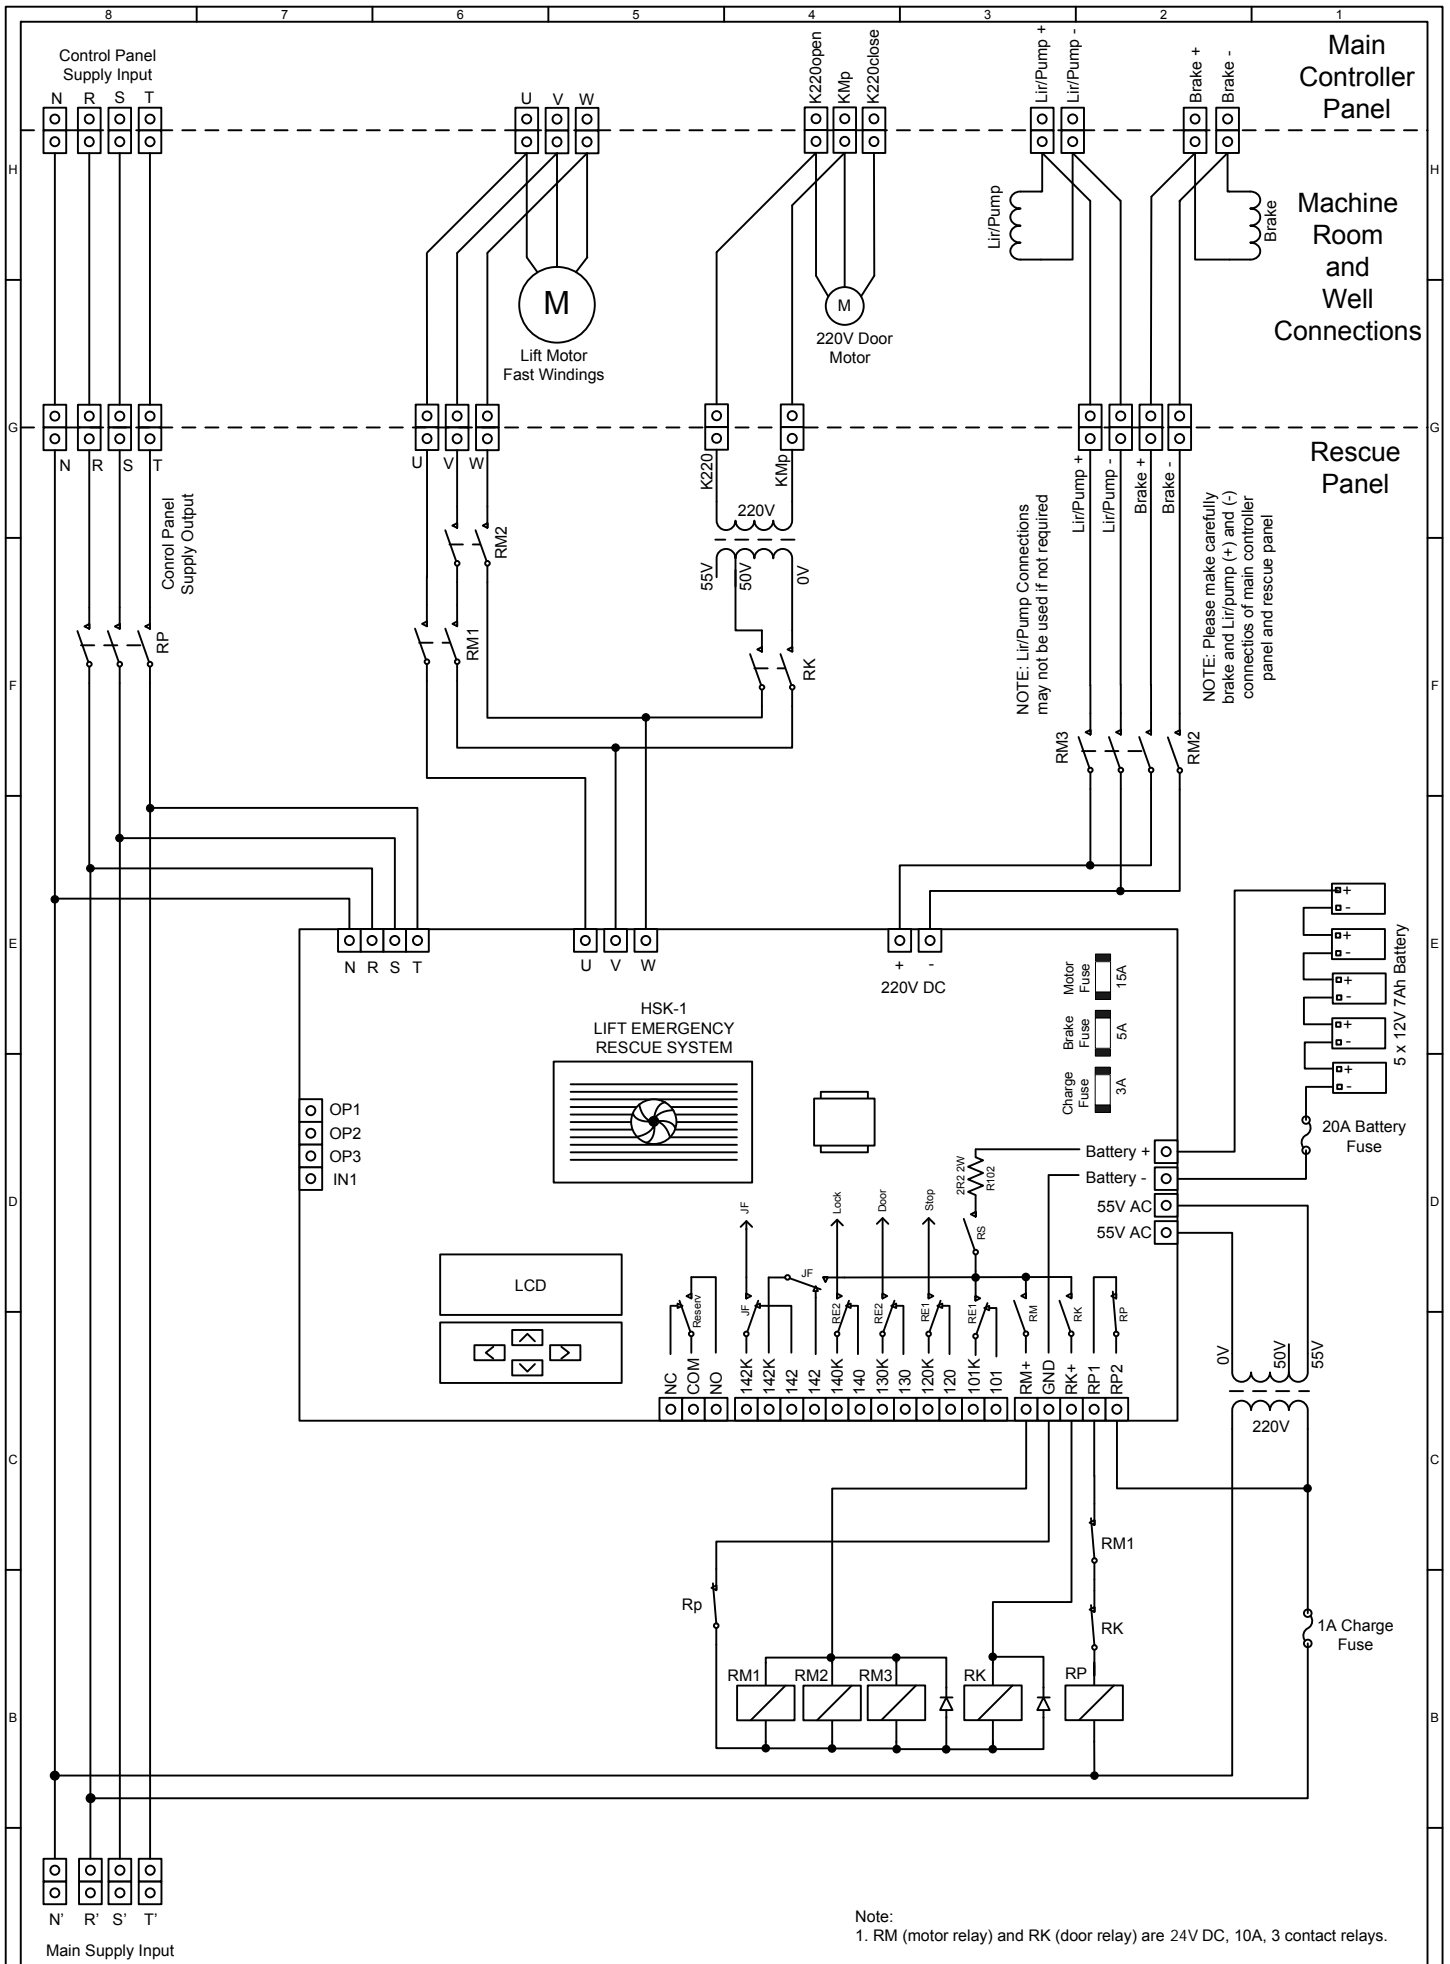 8 7 6 5 4 3 2 1
Control Panel
Supply Input
N R S T
U V W
K220open
KMp
K220close
Lir/Pump +
Lir/Pump -
Brake +
Brake -
Main
Controller
Panel
H H
Lir/Pump
Brake
Machine
Room
and
Well
Connections
M
Lift Motor
Fast Windings
M
220V Door
Motor
G G
N R S T
U V W
K220
KMp
Lir/Pump +
Lir/Pump -
Brake +
Brake -
Rescue
Panel
Conrol Panel
Supply Output
RM2
220V
55V
50V
0V
NOTE: Lir/Pump Connections
may not be used if not required
NOTE: Please make carefully
brake and Lir/pump (+) and (-)
connectios of main controller
panel and rescue panel
RP
RM1
RK
F F
RM3
RM2
E E
N R S T
U V W
+ -
220V DC
HSK-1
LIFT EMERGENCY
RESCUE SYSTEM
Motor
Fuse
15A
Brake
Fuse
5A
Charge
Fuse
3A
+
-
+
-
+
-
+
-
+
-
5 x 12V 7Ah Battery
20A Battery
Fuse
OP1
OP2
OP3
IN1
Battery +
Battery -
55V AC
55V AC
2R2 2W
R102
RS
D D
JF
Lock
Door
Stop
LCD
Reserv
JF
JF
RE2
RE2
RE1
RE1
RM
RK
RP
NC
COM
NO
142K
142K
142
142
140K
140
130K
130
120K
120
101K
101
RM+
GND
RK+
RP1
RP2
0V
50V
55V
220V
C C
RM1
Rp
RK
1A Charge
Fuse
RM1 RM2 RM3 RK RP
B B
N' R' S' T'
Main Supply Input
Note:
1. RM (motor relay) and RK (door relay) are 24V DC, 10A, 3 contact relays.